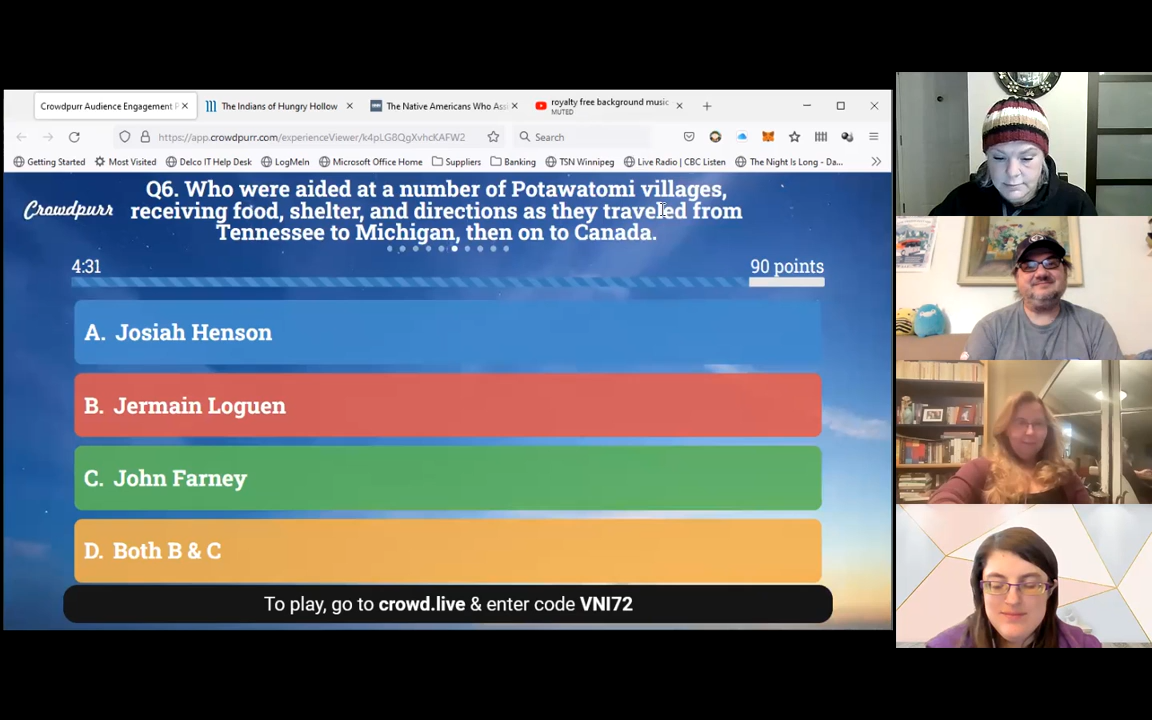 Crowdpurr Audience Engagement P
The Indians of Hungry Hollow
The Native Americans Who Ass
royalty free background music
MUTED
https://app.crowdpurr.com/experienceViewer/k4pLG8QgXvhcKAFW2
Search
Getting Started
Most Visited
Delco IT Help Desk
LogMeIn
Microsoft Office Home
Suppliers
Banking
TSN Winnipeg
Live Radio | CBC Listen
The Night Is Long - Da...
Crowdpurr
Q6. Who were aided at a number of Potawatomi villages,
receiving food, shelter, and directions as they traveled from
Tennessee to Michigan, then on to Canada.
4:31
90 points
A. Josiah Henson
B. Jermain Loguen
C. John Farney
D. Both B & C
To play, go to crowd.live & enter code VNI72